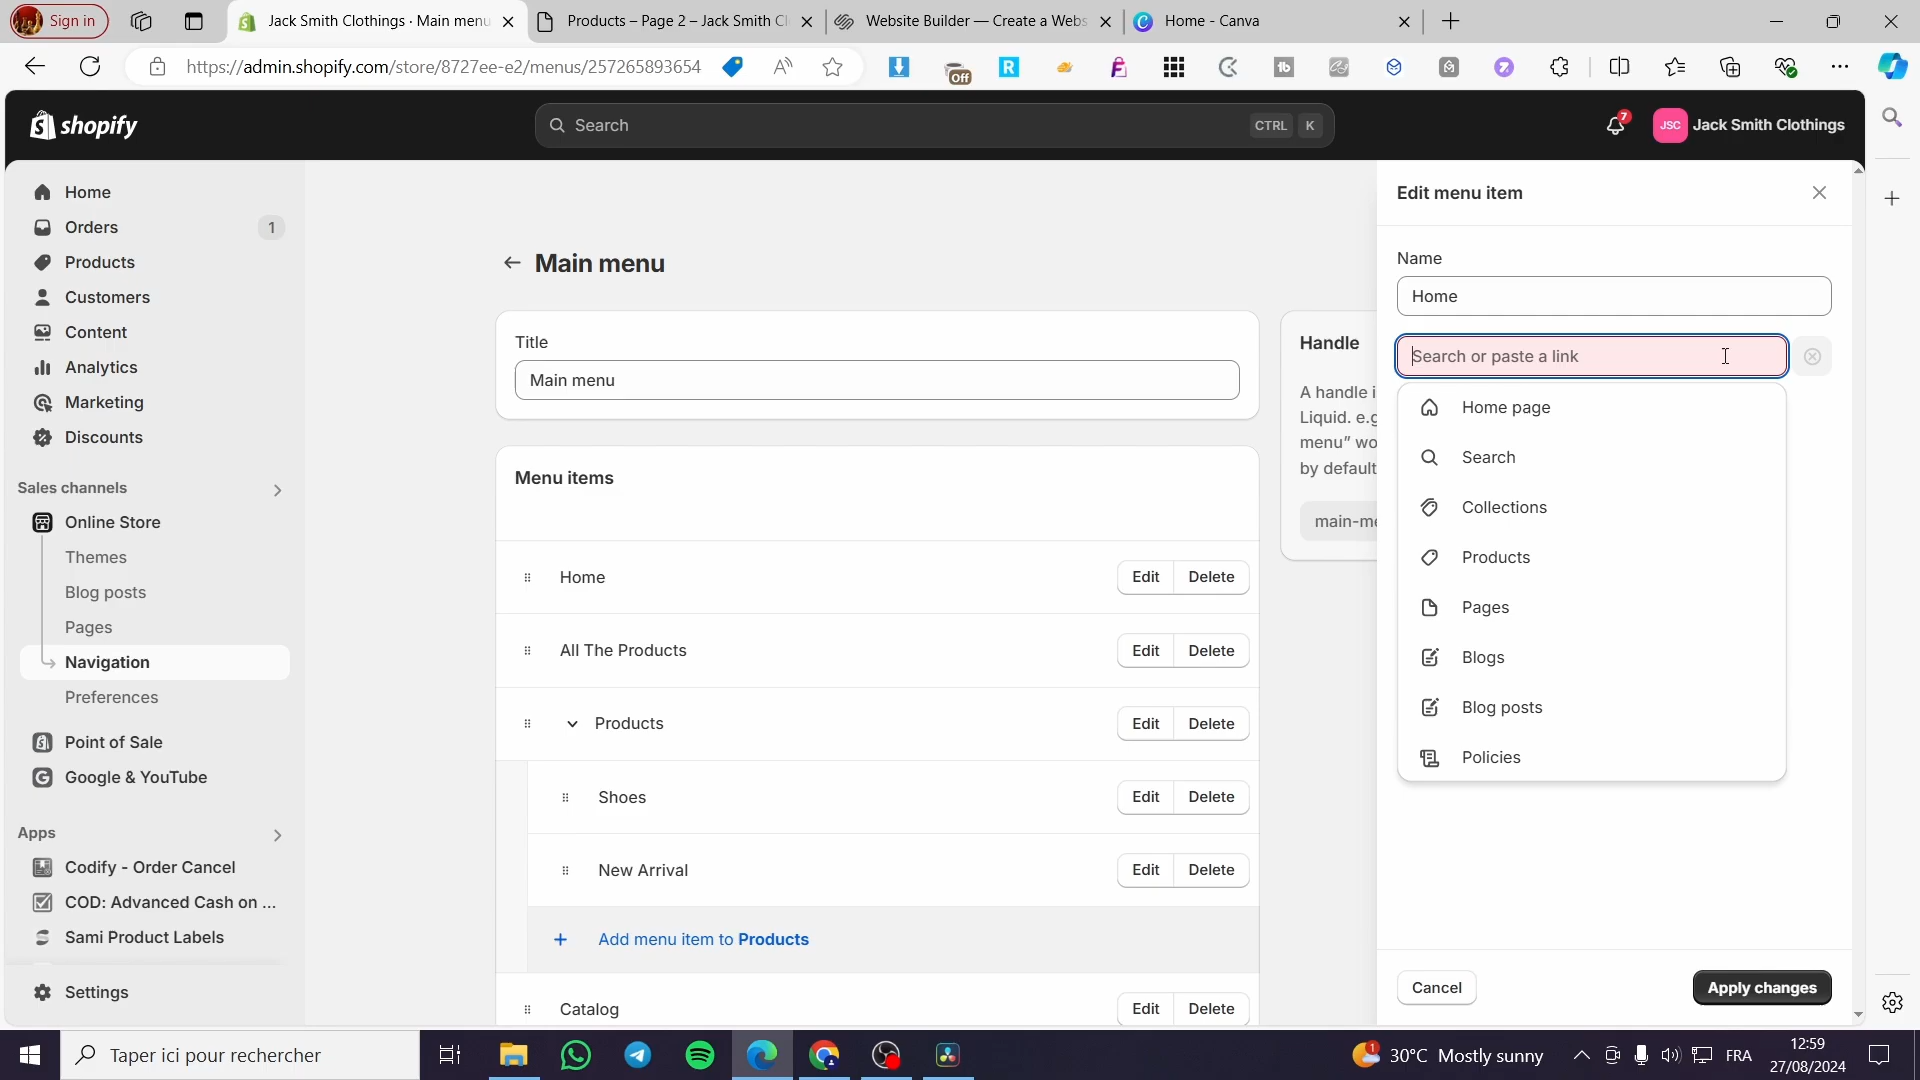 Sign in
Jack Smith Clothings · Main menu
Products – Page 2 – Jack Smith Cl
Website Builder — Create a Webs
Home - Canva
https://admin.shopify.com/store/8727ee-e2/menus/257265893654
Off
shopify
Search
CTRL K
7
JSC Jack Smith Clothings
Home
Orders 1
Products
Customers
Content
Analytics
Marketing
Discounts
Sales channels
Online Store
Themes
Blog posts
Pages
Navigation
Preferences
Point of Sale
Google & YouTube
Apps
Codify - Order Cancel
COD: Advanced Cash on ...
Sami Product Labels
Settings
Main menu
Title
Main menu
Menu items
Home Edit Delete
All The Products Edit Delete
Products Edit Delete
Shoes Edit Delete
New Arrival Edit Delete
Add menu item to Products
Catalog Edit Delete
Handle
A handle i
Liquid. e.g
menu" wo
by default
main-me
Edit menu item
Name
Home
Search or paste a link
Home page
Search
Collections
Products
Pages
Blogs
Blog posts
Policies
Cancel
Apply changes
Taper ici pour rechercher
1
30°C Mostly sunny
FRA
12:59
27/08/2024